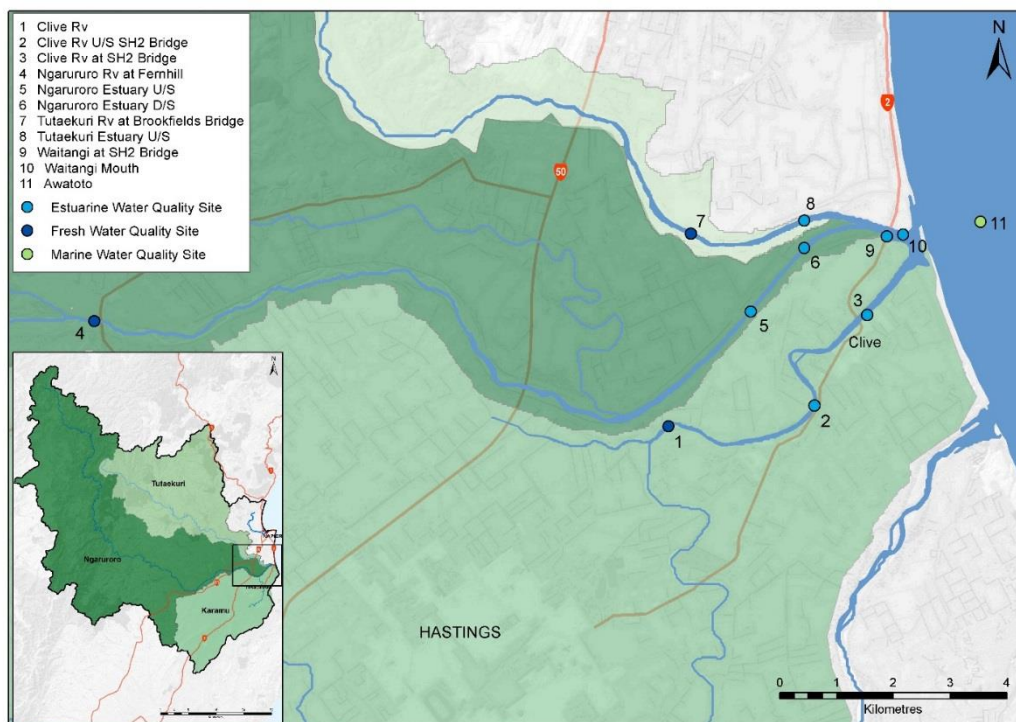 1 Clive Rv
2 Clive Rv U/S SH2 Bridge
3 Clive Rv at SH2 Bridge
4 Ngaruroro Rv at Fernhill
5 Ngaruroro Estuary U/S
6 Ngaruroro Estuary D/S
7 Tutaekuri Rv at Brookfields Bridge
8 Tutaekuri Estuary U/S
9 Waitangi at SH2 Bridge
10 Waitangi Mouth
11 Awatoto
Estuarine Water Quality Site
Fresh Water Quality Site
Marine Water Quality Site
N
2
50
7
8
6
9
10
11
4
5
3
Clive
2
1
HASTINGS
N
Tutaekuri
Ngaruroro
Karamu
0 1 2 3 4
Kilometres